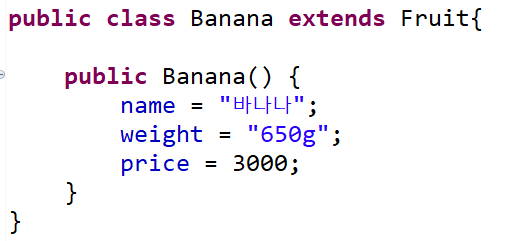 public class Banana extends Fruit{
public Banana() {
name = "바나나";
weight = "650g";
price = 3000;
}
}